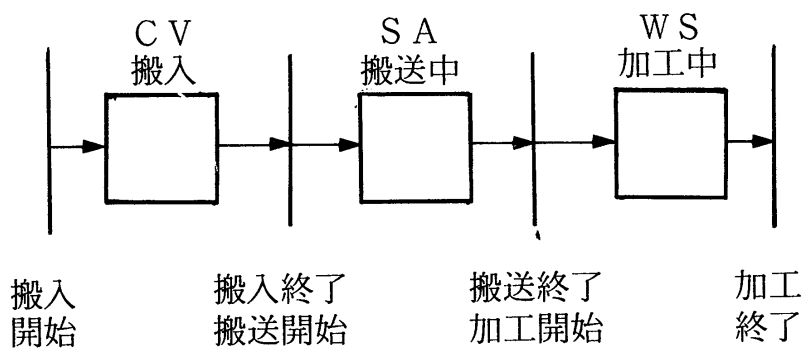 CV
搬入
SA
搬送中
WS
加工中
搬入
開始
搬入終了
搬送開始
搬送終了
加工開始
加工
終了